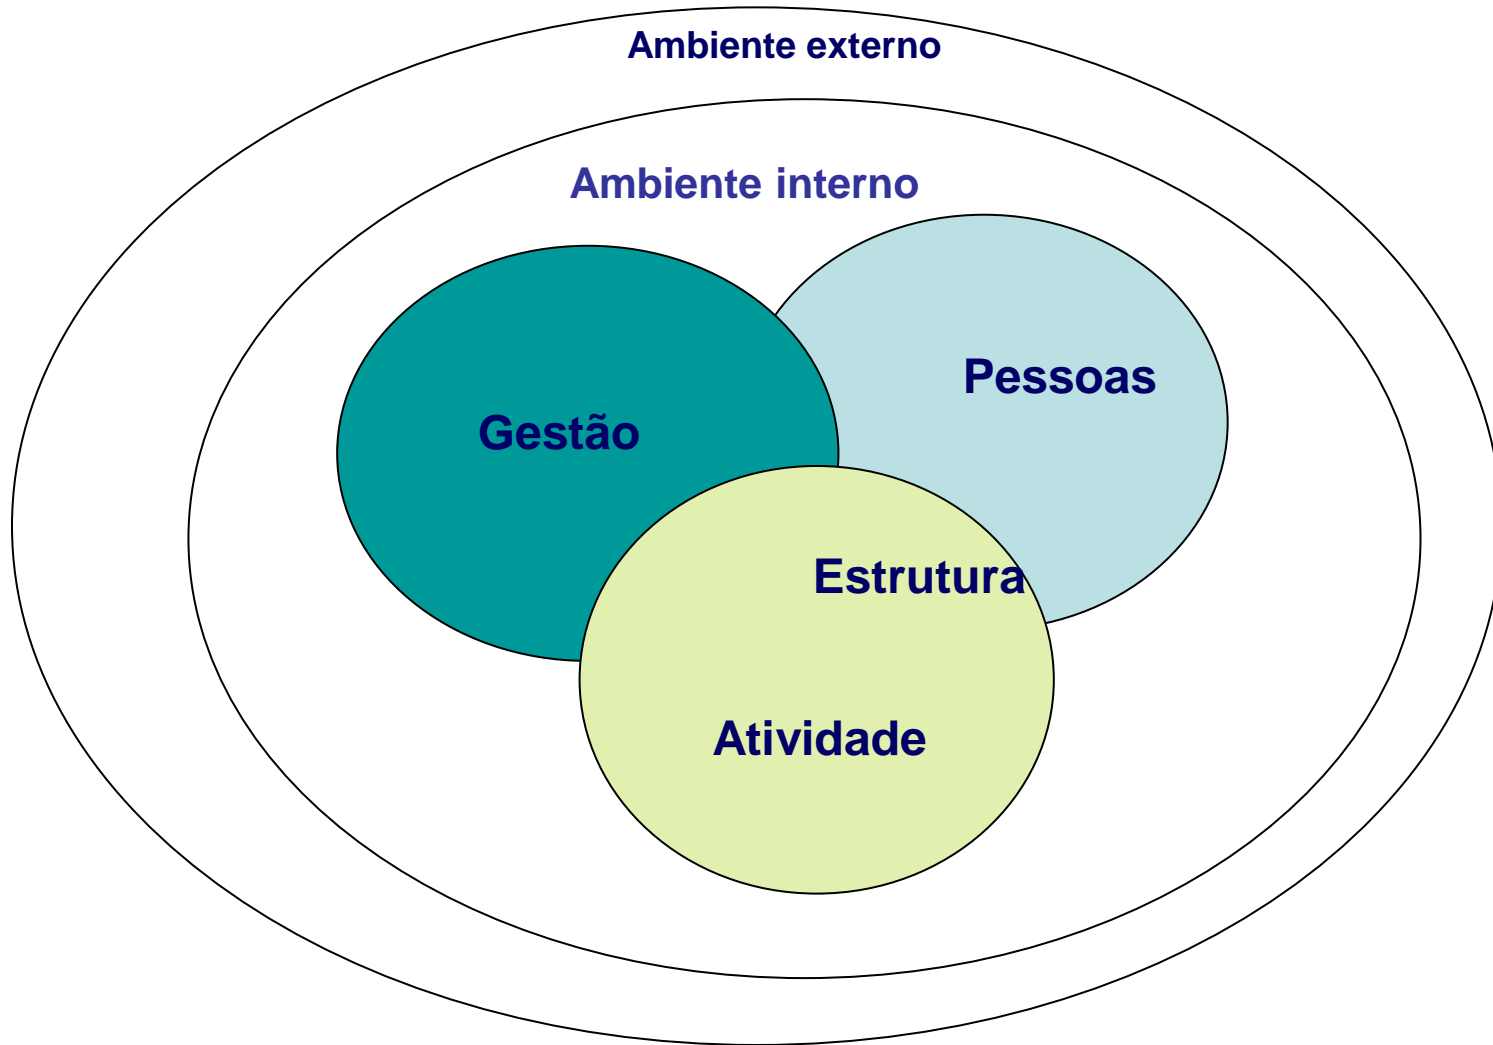 Ambiente externo
Ambiente interno
Pessoas
Gestão
Estrutura
Atividade